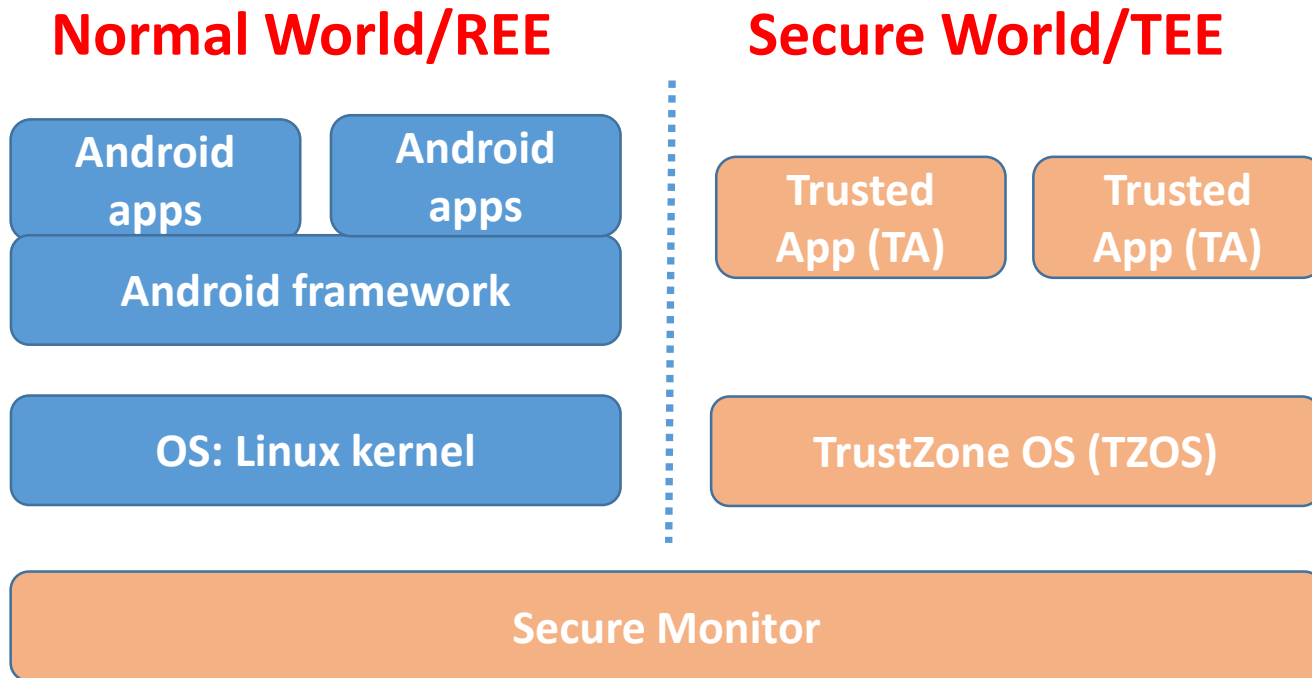 Normal World/REE
Secure World/TEE
Android
apps
Android
apps
Android framework
OS: Linux kernel
Trusted
App (TA)
Trusted
App (TA)
TrustZone OS (TZOS)
Secure Monitor